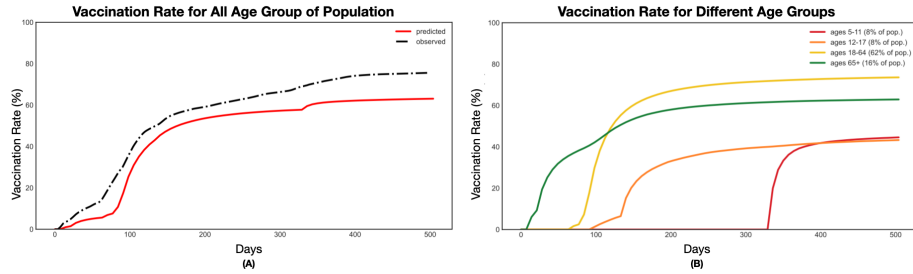 Vaccination Rate for All Age Group of Population
100
80
60
40
20
0
Vaccination Rate (%)
predicted
observed
0 100 200 300 400 500
Days
(A)
Vaccination Rate for Different Age Groups
100
80
60
40
20
0
Vaccination Rate (%)
ages 5-11 (8% of pop.)
ages 12-17 (8% of pop.)
ages 18-64 (62% of pop.)
ages 65+ (16% of pop.)
0 100 200 300 400 500
Days
(B)